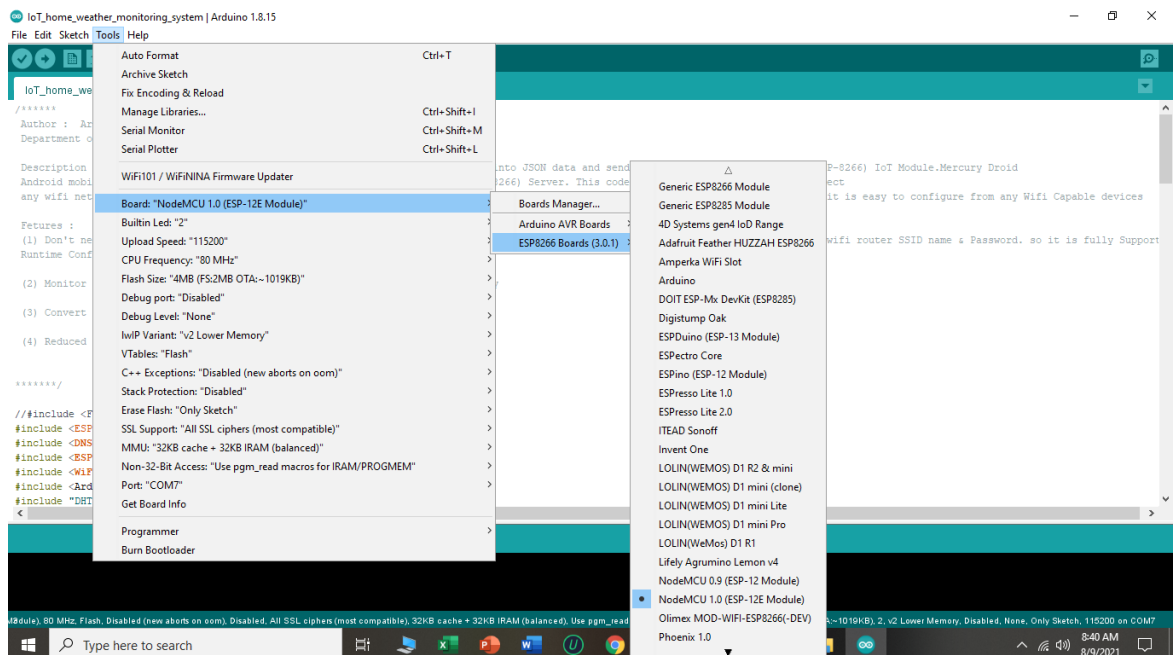 IoT_home_weather_monitoring_system | Arduino 1.8.15
File Edit Sketch Tools Help
IoT_home_we
/******
Author : Ar
Department o
Description
Android mobi
any wifi net
Fetures :
(1) Don't ne
Runtime Conf
(2) Monitor
(3) Convert
(4) Reduced
*******/
//#include <F
#include <ESP
#include <DNS
#include <ESP
#include <WiF
#include <Ard
#include "DHT
Auto Format Ctrl+T
Archive Sketch
Fix Encoding & Reload
Manage Libraries... Ctrl+Shift+I
Serial Monitor Ctrl+Shift+M
Serial Plotter Ctrl+Shift+L
WiFi101 / WiFiNINA Firmware Updater
Board: "NodeMCU 1.0 (ESP-12E Module)"
Builtin Led: "2"
Upload Speed: "115200"
CPU Frequency: "80 MHz"
Flash Size: "4MB (FS:2MB OTA:~1019KB)"
Debug port: "Disabled"
Debug Level: "None"
lwIP Variant: "v2 Lower Memory"
VTables: "Flash"
C++ Exceptions: "Disabled (new aborts on oom)"
Stack Protection: "Disabled"
Erase Flash: "Only Sketch"
SSL Support: "All SSL ciphers (most compatible)"
MMU: "32KB cache + 32KB IRAM (balanced)"
Non-32-Bit Access: "Use pgm_read macros for IRAM/PROGMEM"
Port: "COM7"
Get Board Info
Programmer
Burn Bootloader
into JSON data and send
8266) Server. This code
Boards Manager...
Arduino AVR Boards
ESP8266 Boards (3.0.1)
Generic ESP8266 Module
Generic ESP8285 Module
4D Systems gen4 IoD Range
Adafruit Feather HUZZAH ESP8266
Amperka WiFi Slot
Arduino
DOIT ESP-Mx DevKit (ESP8285)
Digistump Oak
ESPDuino (ESP-13 Module)
ESPectro Core
ESPino (ESP-12 Module)
ESPresso Lite 1.0
ESPresso Lite 2.0
ITEAD Sonoff
Invent One
LOLIN(WEMOS) D1 R2 & mini
LOLIN(WEMOS) D1 mini (clone)
LOLIN(WEMOS) D1 mini Lite
LOLIN(WEMOS) D1 mini Pro
LOLIN(WeMos) D1 R1
Lifely Agrumino Lemon v4
NodeMCU 0.9 (ESP-12 Module)
NodeMCU 1.0 (ESP-12E Module)
Olimex MOD-WIFI-ESP8266(-DEV)
Phoenix 1.0
P-8266) IoT Module.Mercury Droid
ect
it is easy to configure from any Wifi Capable devices
wifi router SSID name & Password. so it is fully Support
80 MHz, Flash, Disabled (new aborts on oom), Disabled, All SSL ciphers (most compatible), 32KB cache + 32KB IRAM (balanced), Use pgm_read
A:~1019KB), 2, v2 Lower Memory, Disabled, None, Only Sketch, 115200 on COM7
Type here to search
8:40 AM
8/9/2021